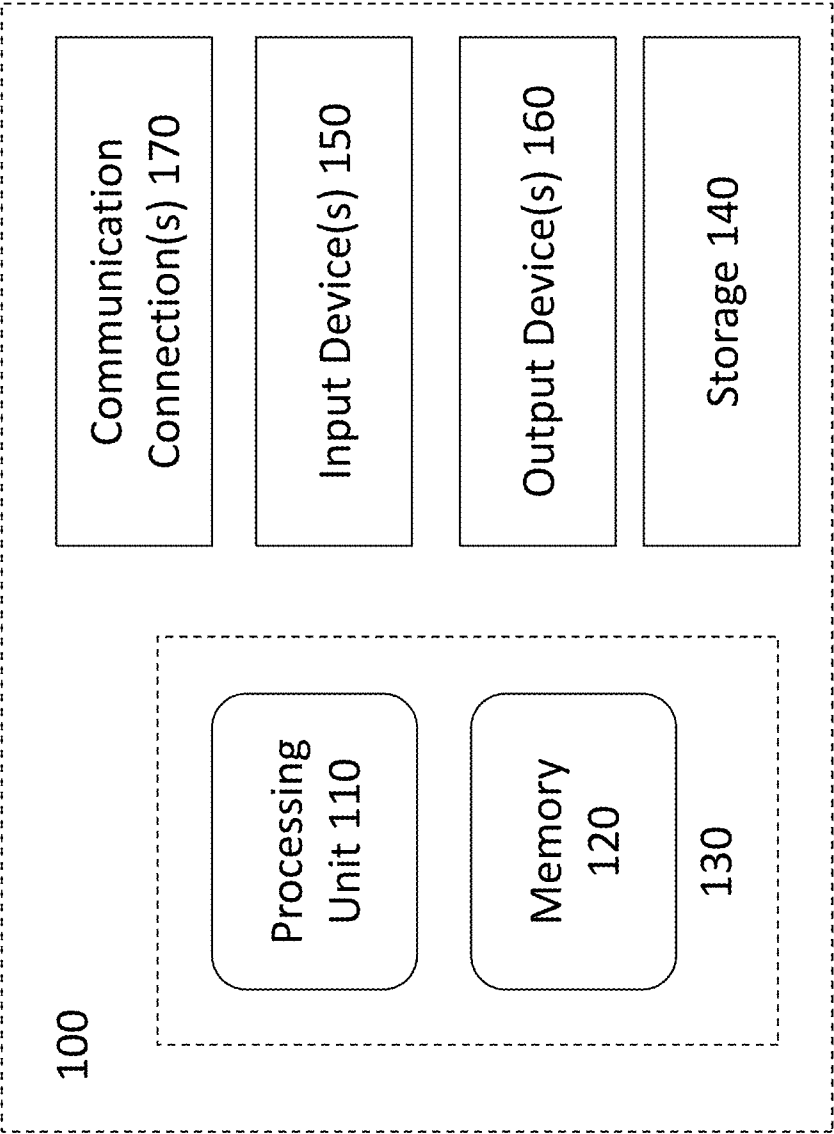 100
Communication
Connection(s) 170
Processing
Unit 110
Input Device(s) 150
Output Device(s) 160
Memory
120
130
Storage 140